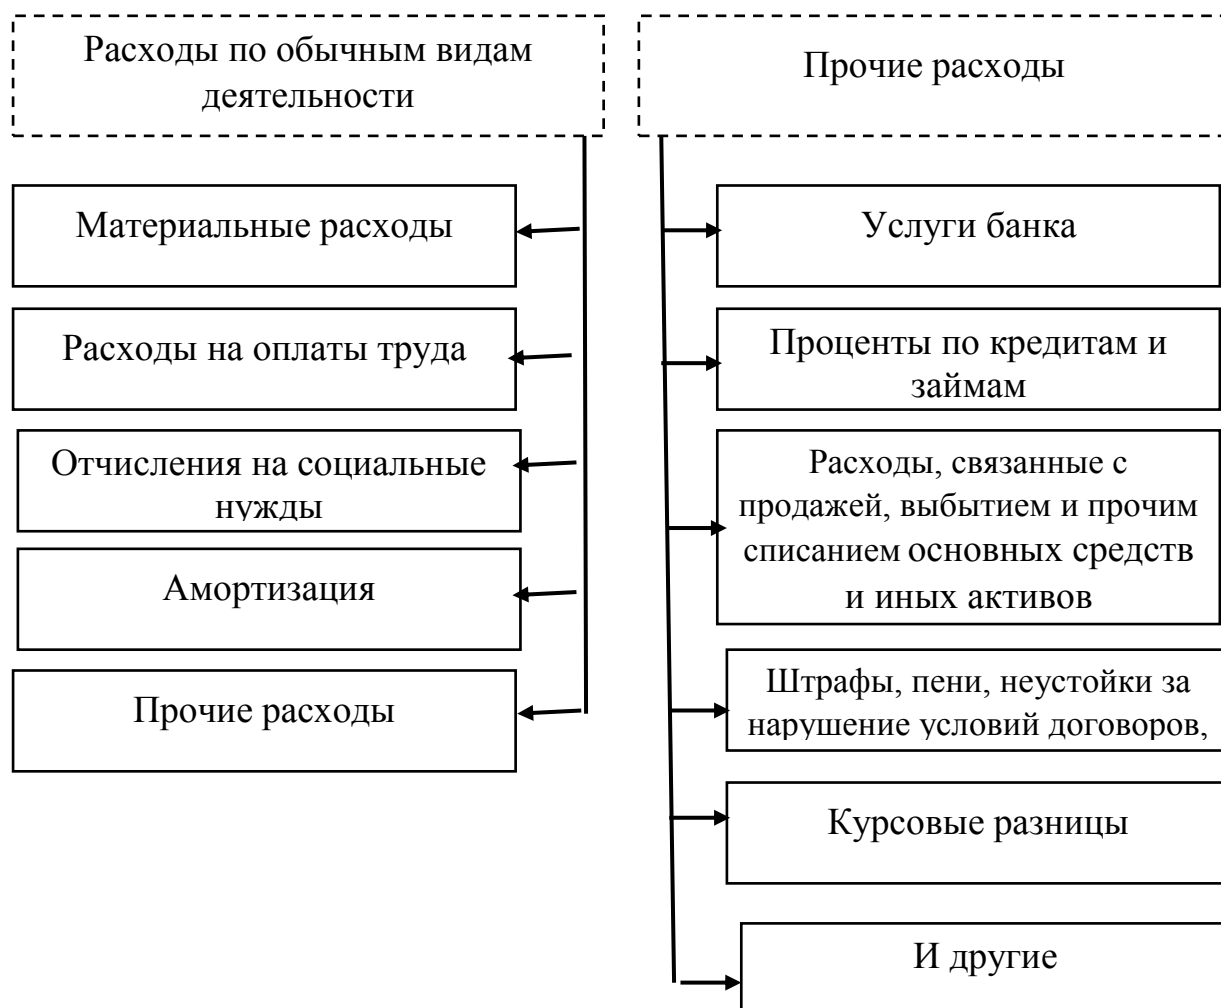 Расходы по обычным видам
деятельности
Материальные расходы
Расходы на оплаты труда
Отчисления на социальные
нужды
Амортизация
Прочие расходы
Прочие расходы
Услуги банка
Проценты по кредитам и
займам
Расходы, связанные с
продажей, выбытием и прочим
списанием основных средств
и иных активов
Штрафы, пени, неустойки за
нарушение условий договоров,
Курсовые разницы
И другие